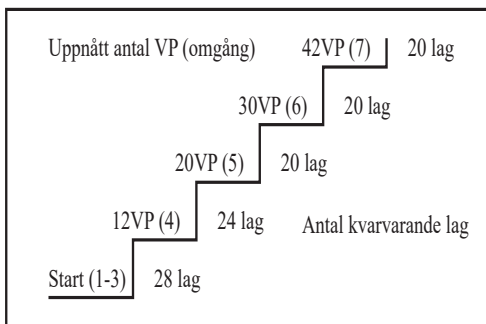 Uppnått antal VP (omgång) 42VP (7) 20 lag
30VP (6) 20 lag
20VP (5) 20 lag
12VP (4) 24 lag Antal kvarvarande lag
Start (1-3) 28 lag